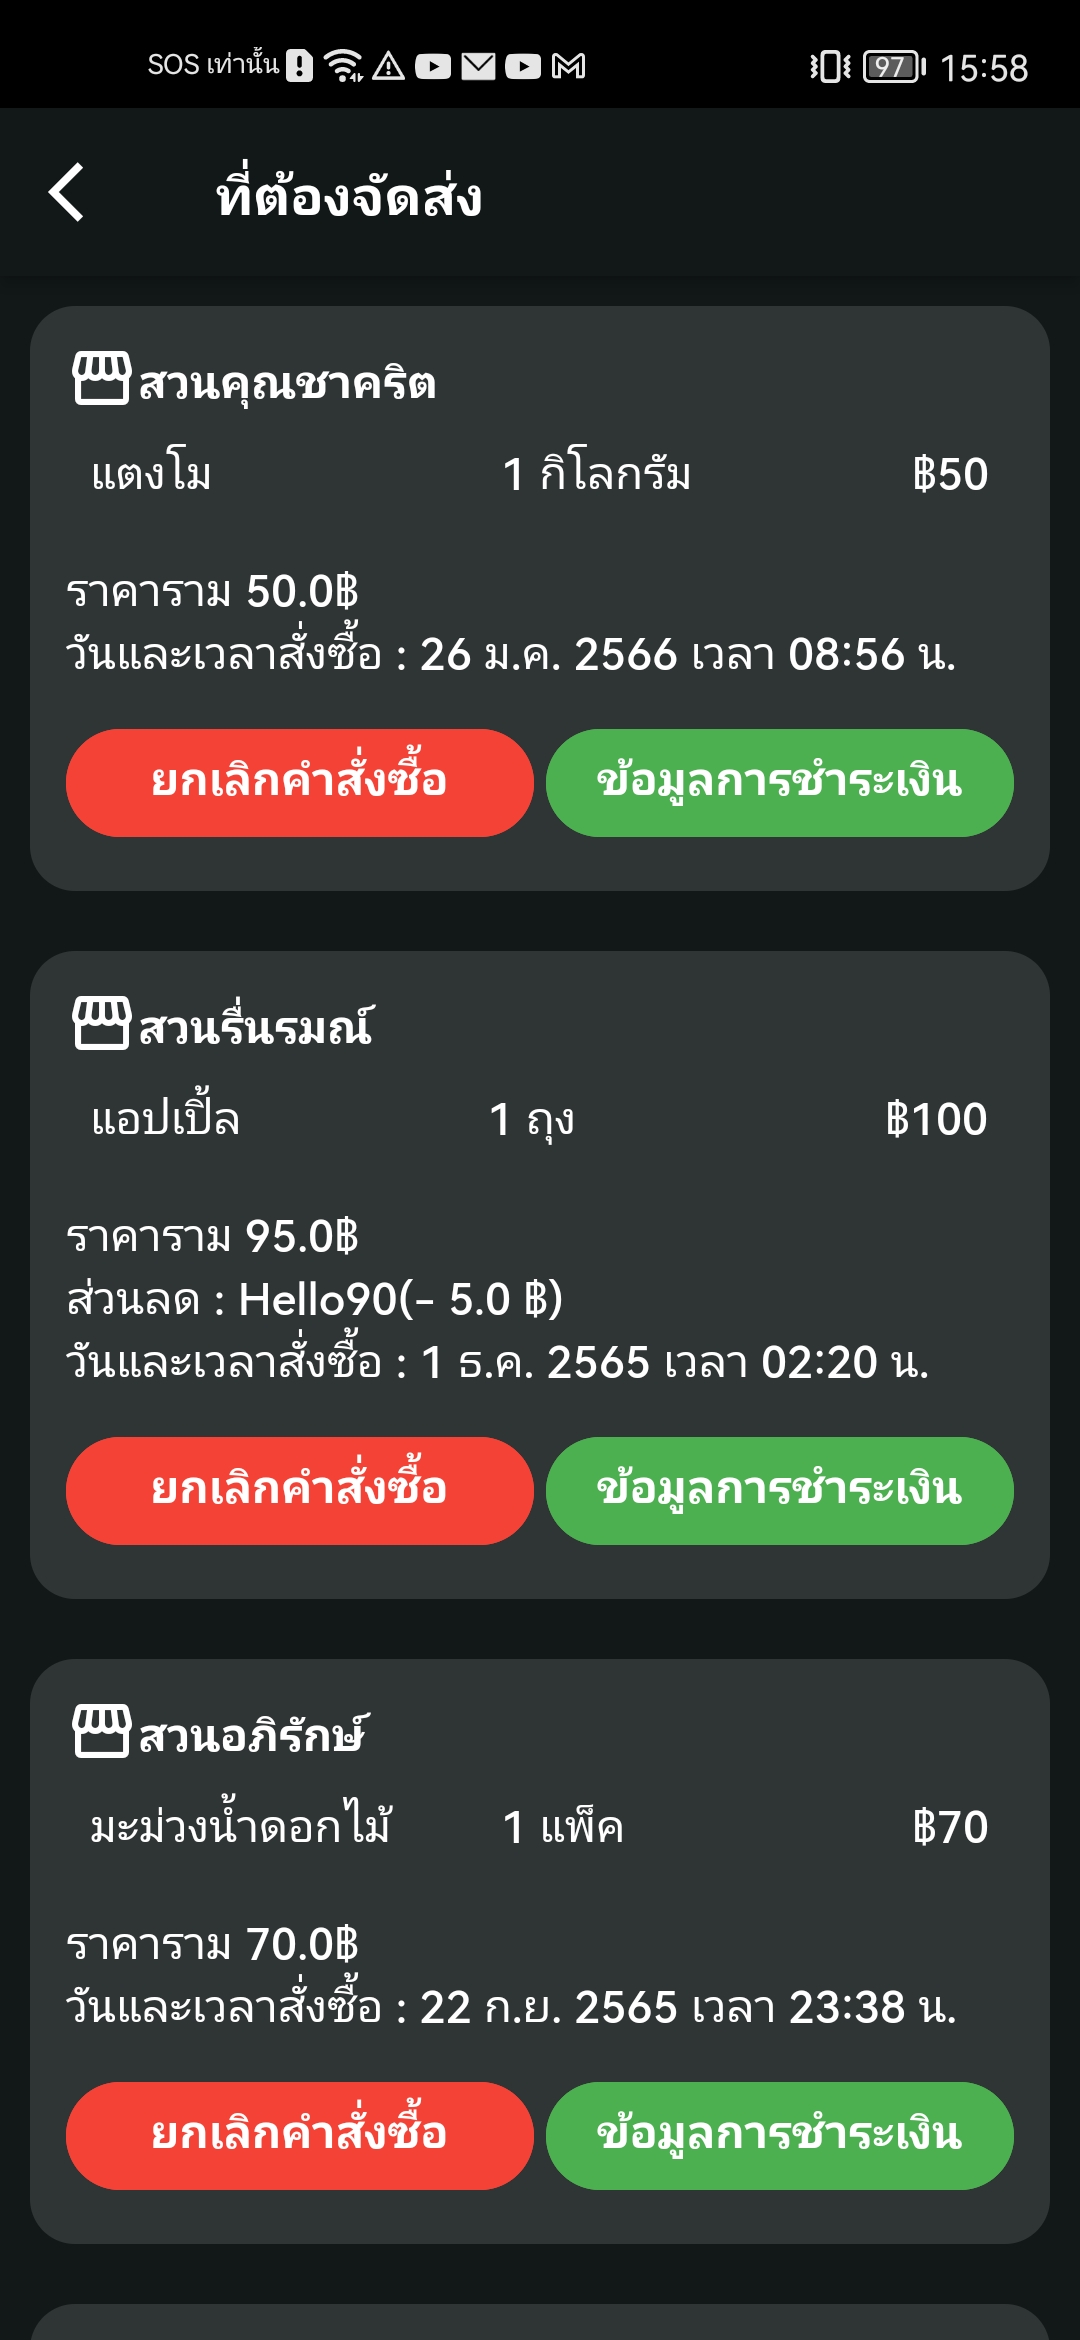 SOS เท่านั้น 97 15:58
ที่ต้องจัดส่ง
สวนคุณชาคริต
แตงโม 1 กิโลกรัม ฿50
ราคาราม 50.0฿
วันและเวลาสั่งซื้อ : 26 ม.ค. 2566 เวลา 08:56 น.
ยกเลิกคำสั่งซื้อ ข้อมูลการชำระเงิน
สวนรื่นรมณ์
แอปเปิ้ล 1 ถุง ฿100
ราคาราม 95.0฿
ส่วนลด : Hello90(- 5.0 ฿)
วันและเวลาสั่งซื้อ : 1 ธ.ค. 2565 เวลา 02:20 น.
ยกเลิกคำสั่งซื้อ ข้อมูลการชำระเงิน
สวนอภิรักษ์
มะม่วงน้ำดอกไม้ 1 แพ็ค ฿70
ราคาราม 70.0฿
วันและเวลาสั่งซื้อ : 22 ก.ย. 2565 เวลา 23:38 น.
ยกเลิกคำสั่งซื้อ ข้อมูลการชำระเงิน